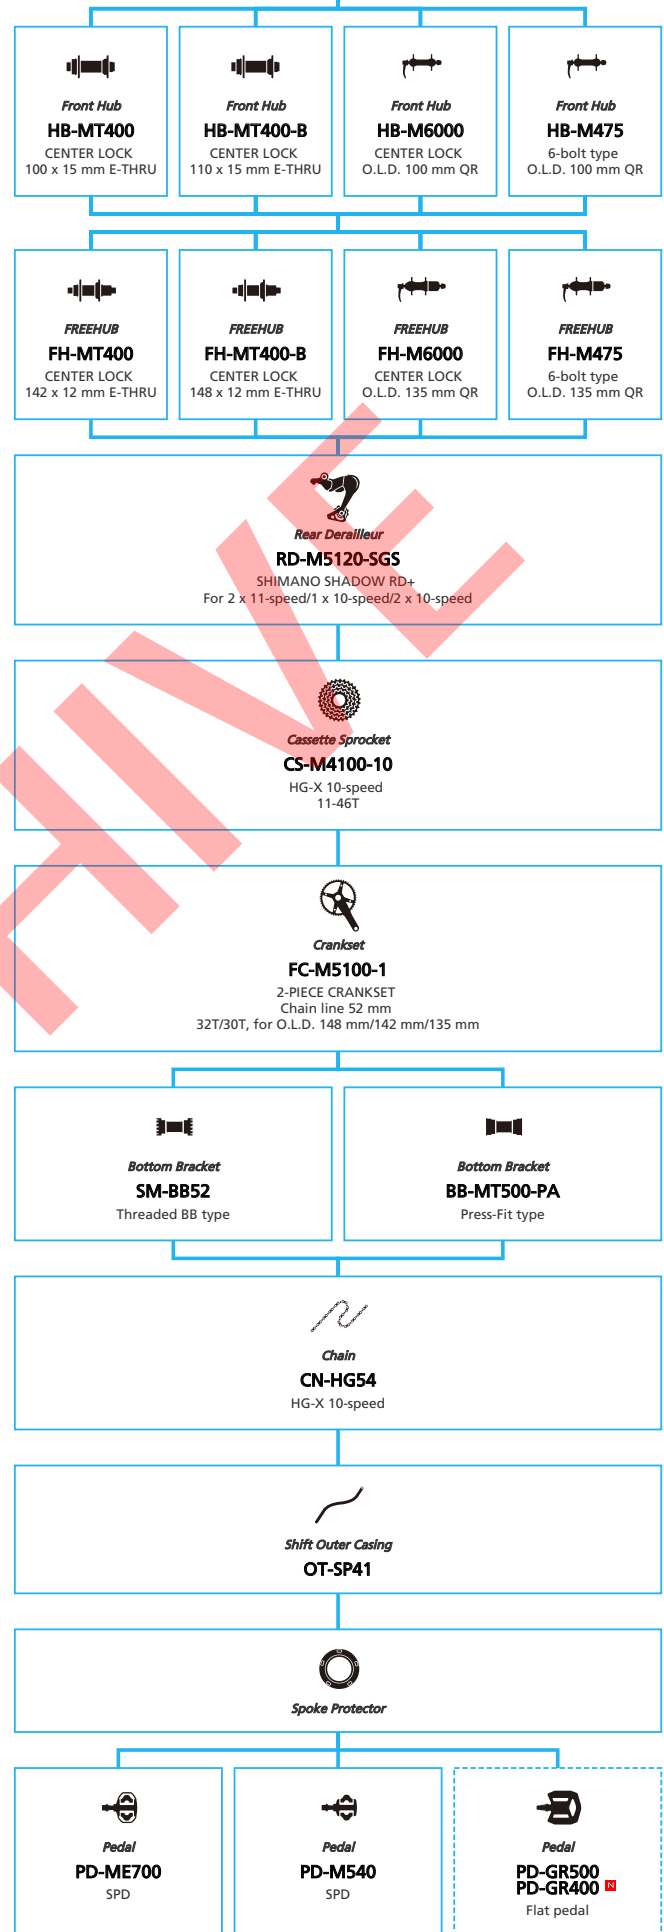 Front Hub
HB-MT400
CENTER LOCK
100 x 15 mm E-THRU
Front Hub
HB-MT400-B
CENTER LOCK
110 x 15 mm E-THRU
Front Hub
HB-M6000
CENTER LOCK
O.L.D. 100 mm QR
Front Hub
HB-M475
6-bolt type
O.L.D. 100 mm QR
FREEHUB
FH-MT400
CENTER LOCK
142 x 12 mm E-THRU
FREEHUB
FH-MT400-B
CENTER LOCK
148 x 12 mm E-THRU
FREEHUB
FH-M6000
CENTER LOCK
O.L.D. 135 mm QR
FREEHUB
FH-M475
6-bolt type
O.L.D. 135 mm QR
Rear Derailleur
RD-M5120-SGS
SHIMANO SHADOW RD+
For 2 x 11-speed/1 x 10-speed/2 x 10-speed
Cassette Sprocket
CS-M4100-10
HG-X 10-speed
11-46T
Crankset
FC-M5100-1
2-PIECE CRANKSET
Chain line 52 mm
32T/30T, for O.L.D. 148 mm/142 mm/135 mm
Bottom Bracket
SM-BB52
Threaded BB type
Bottom Bracket
BB-MT500-PA
Press-Fit type
Chain
CN-HG54
HG-X 10-speed
Shift Outer Casing
OT-SP41
Spoke Protector
Pedal
PD-ME700
SPD
Pedal
PD-M540
SPD
Pedal
PD-GR500
PD-GR400 N
Flat pedal
HIVE